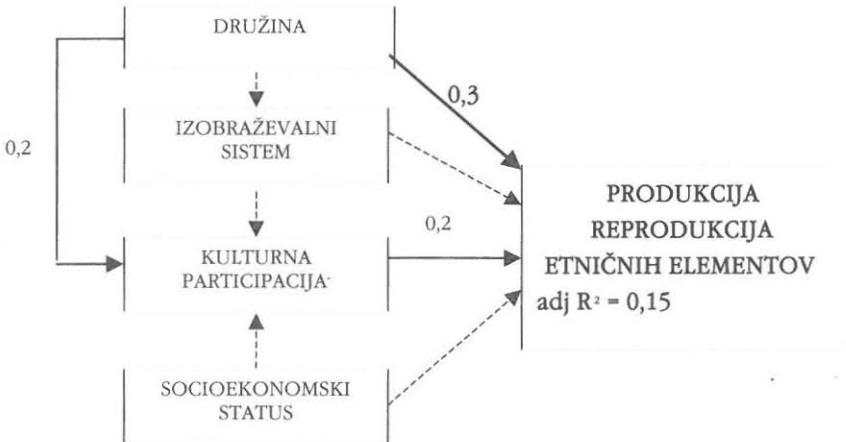 DRUŽINA
0,3
IZOBRAŽEVALNI
SISTEM
0,2
PRODUKCIJA
REPRODUKCIJA
ETNIČNIH ELEMENTOV
adj R² = 0,15
0,2
KULTURNA
PARTICIPACIJA
SOCIOEKONOMSKI
STATUS